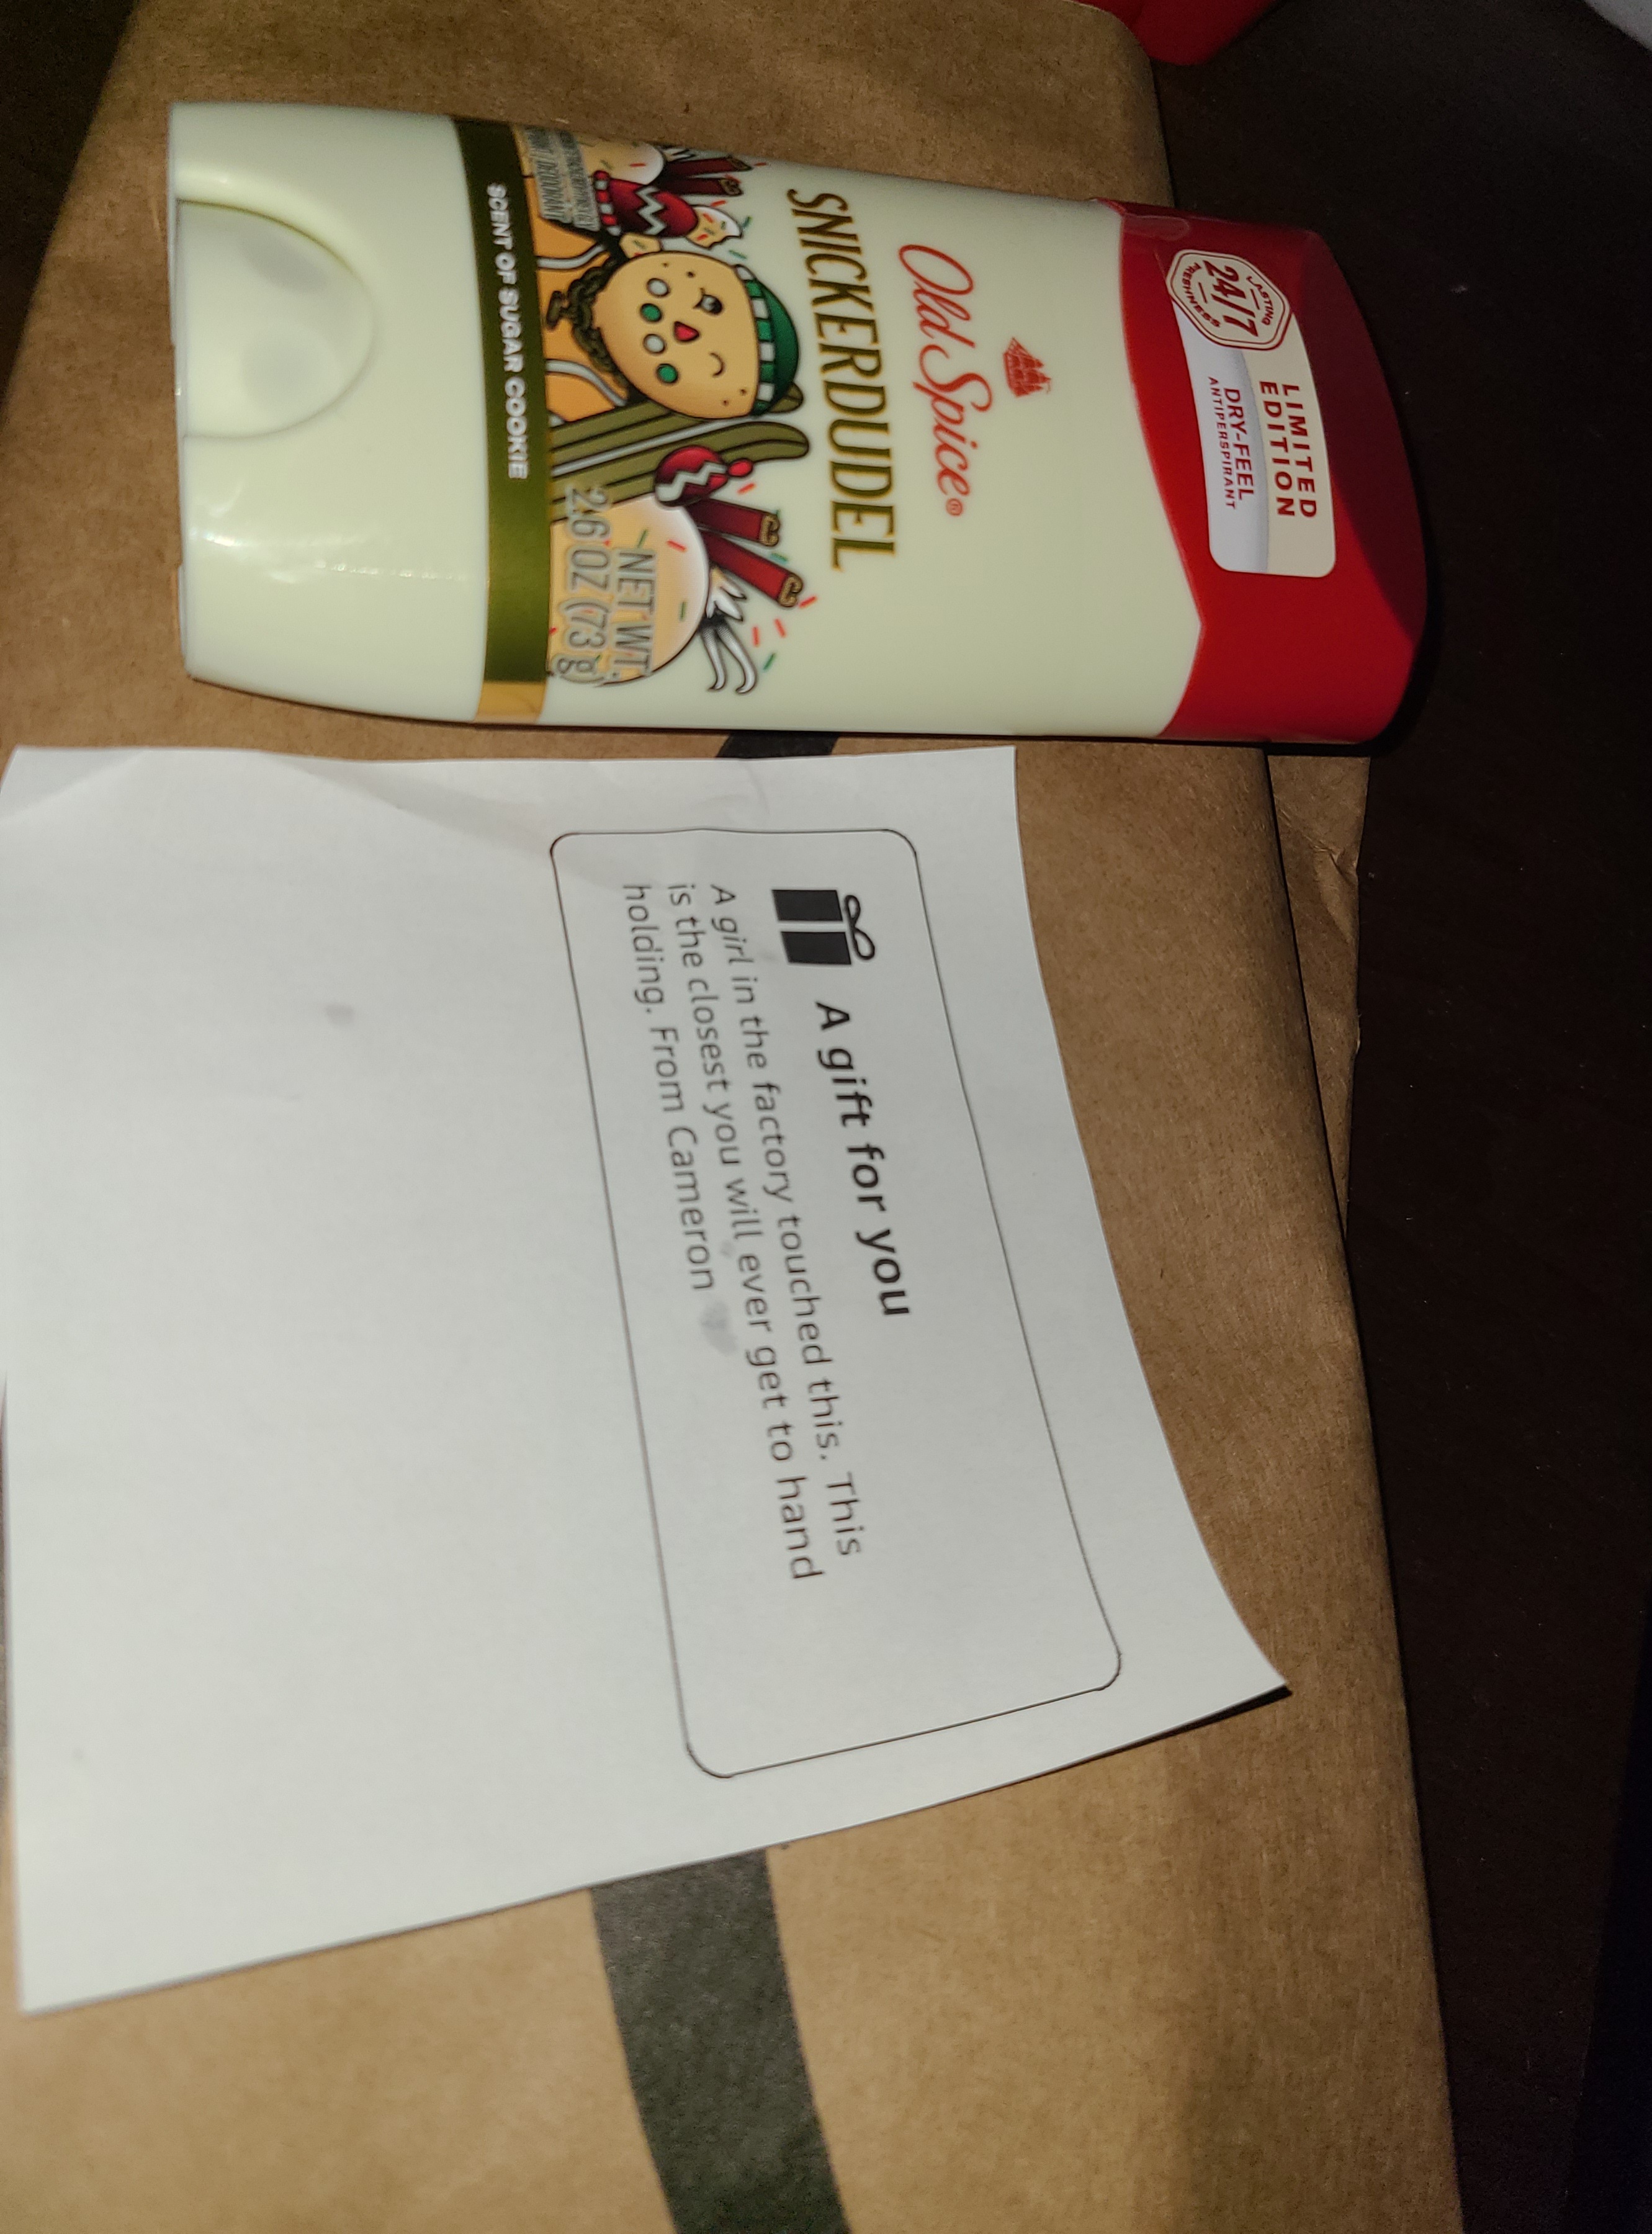 LASTING
24/7
FRESHNESS
LIMITED
EDITION
DRY-FEEL
ANTIPERSPIRANT
Old Spice®
SNICKERDUDEL
NET WT.
2.6 OZ (73 g)
SCENT OF SUGAR COOKIE
A gift for you
A girl in the factory touched this. This
is the closest you will ever get to hand
holding. From Cameron